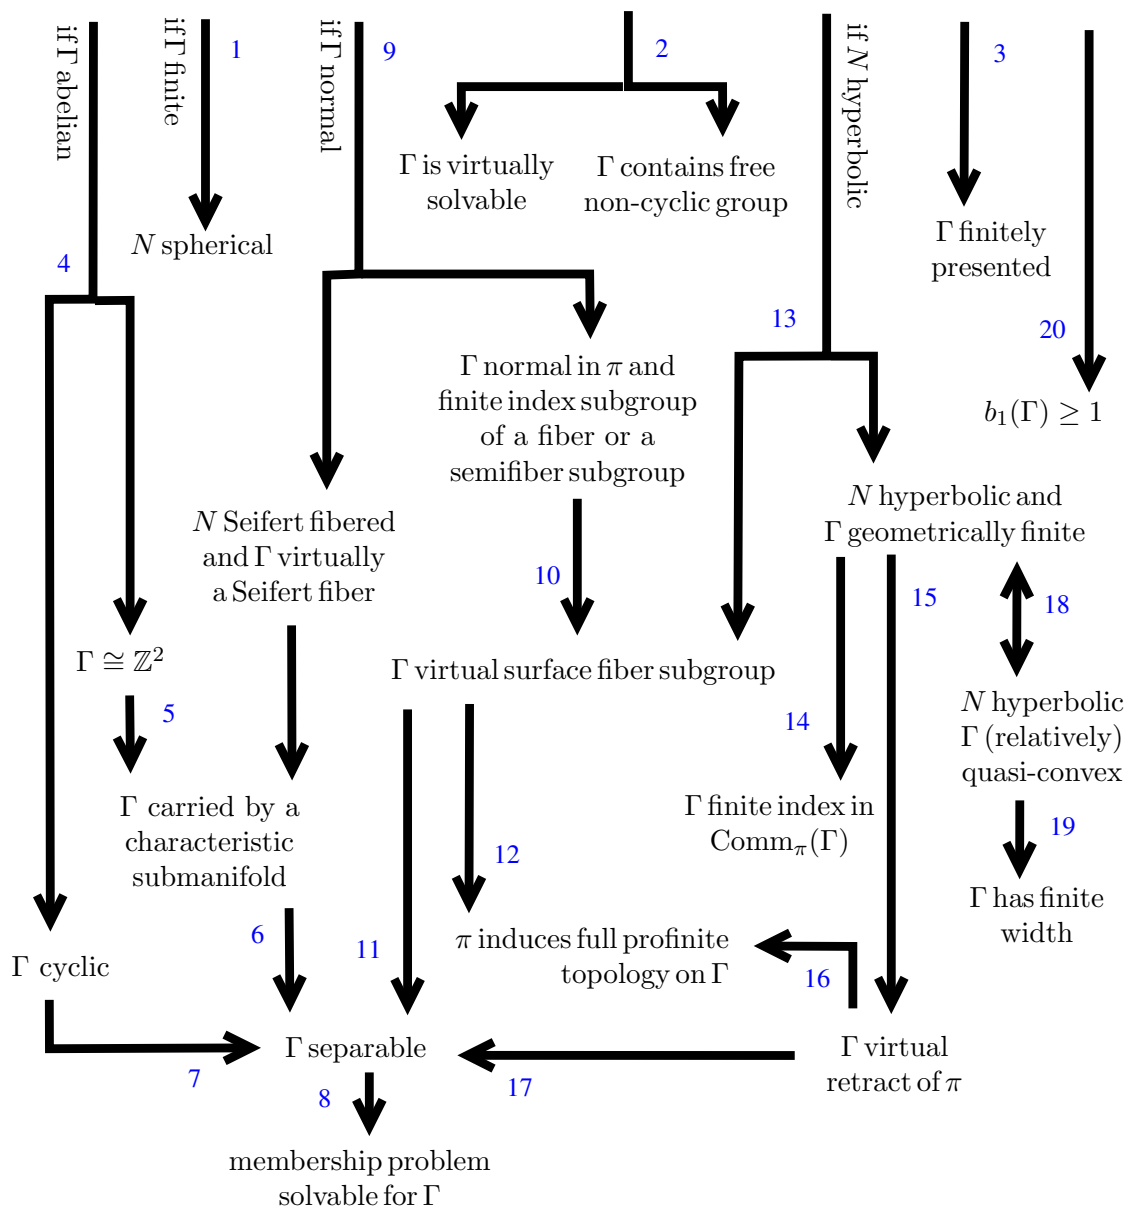 if Γ abelian
if Γ finite
1
if Γ normal
9
2
if N hyperbolic
3
Γ is virtually
solvable
Γ contains free
non-cyclic group
N spherical
4
Γ finitely
presented
13
20
Γ normal in π and
finite index subgroup
of a fiber or a
semifiber subgroup
b₁(Γ) ≥ 1
N Seifert fibered
and Γ virtually
a Seifert fiber
N hyperbolic and
Γ geometrically finite
10
15
18
Γ ≅ ℤ²
Γ virtual surface fiber subgroup
5
14
N hyperbolic
Γ (relatively)
quasi-convex
Γ carried by a
characteristic
submanifold
Γ finite index in
Comm_π(Γ)
12
19
Γ has finite
width
6
11
π induces full profinite
topology on Γ
16
Γ cyclic
Γ separable
Γ virtual
retract of π
7
8
17
membership problem
solvable for Γ